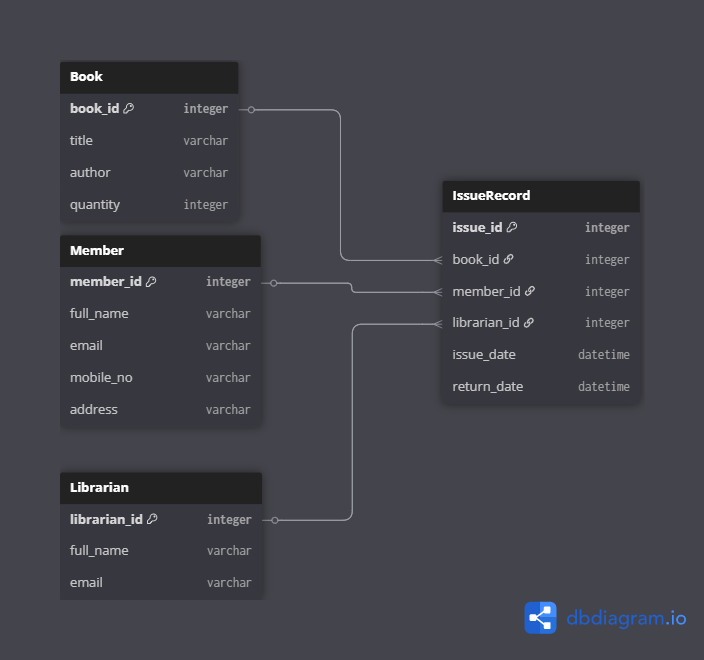 Book
book_id integer
title varchar
author varchar
quantity integer
Member
member_id integer
full_name varchar
email varchar
mobile_no varchar
address varchar
Librarian
librarian_id integer
full_name varchar
email varchar
IssueRecord
issue_id integer
book_id integer
member_id integer
librarian_id integer
issue_date datetime
return_date datetime
dbdiagram.io